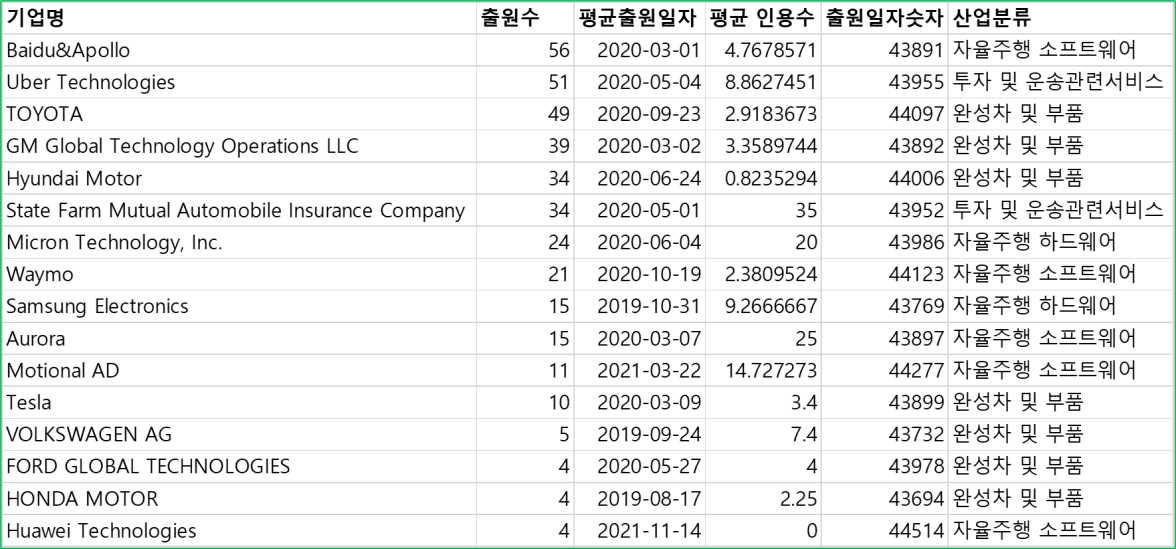 기업명 출원수 평균출원일자 평균 인용수 출원일자숫자 산업분류
Baidu&Apollo 56 2020-03-01 4.7678571 43891 자율주행 소프트웨어
Uber Technologies 51 2020-05-04 8.8627451 43955 투자 및 운송관련서비스
TOYOTA 49 2020-09-23 2.9183673 44097 완성차 및 부품
GM Global Technology Operations LLC 39 2020-03-02 3.3589744 43892 완성차 및 부품
Hyundai Motor 34 2020-06-24 0.8235294 44006 완성차 및 부품
State Farm Mutual Automobile Insurance Company 34 2020-05-01 35 43952 투자 및 운송관련서비스
Micron Technology, Inc. 24 2020-06-04 20 43986 자율주행 하드웨어
Waymo 21 2020-10-19 2.3809524 44123 자율주행 소프트웨어
Samsung Electronics 15 2019-10-31 9.2666667 43769 자율주행 하드웨어
Aurora 15 2020-03-07 25 43897 자율주행 소프트웨어
Motional AD 11 2021-03-22 14.727273 44277 자율주행 소프트웨어
Tesla 10 2020-03-09 3.4 43899 완성차 및 부품
VOLKSWAGEN AG 5 2019-09-24 7.4 43732 완성차 및 부품
FORD GLOBAL TECHNOLOGIES 4 2020-05-27 4 43978 완성차 및 부품
HONDA MOTOR 4 2019-08-17 2.25 43694 완성차 및 부품
Huawei Technologies 4 2021-11-14 0 44514 자율주행 소프트웨어